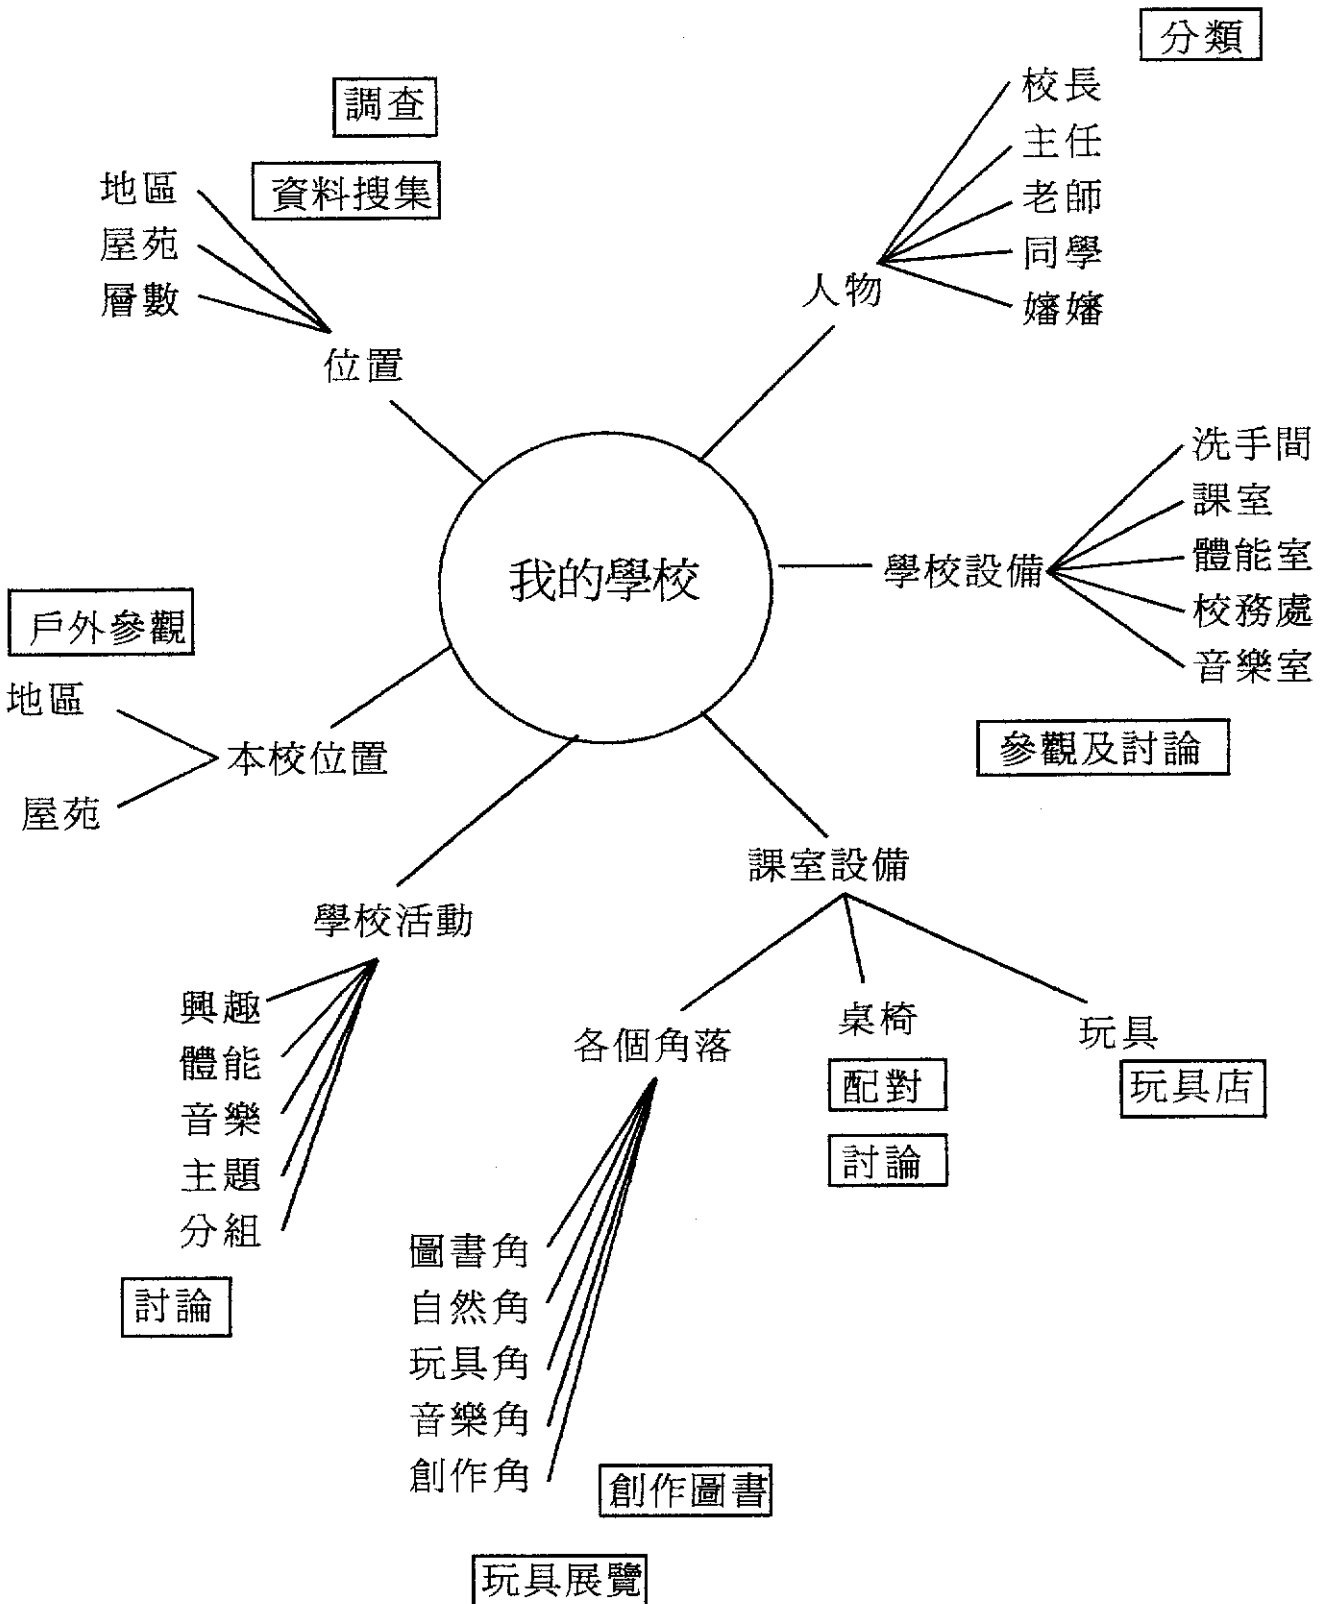 分類
校長
調查
主任
地區
資料搜集
老師
屋苑
同學
層數
人物
嬸嬸
位置
洗手間
課室
我的學校
學校設備
體能室
戶外參觀
校務處
音樂室
地區
本校位置
參觀及討論
屋苑
課室設備
學校活動
興趣
各個角落
桌椅
玩具
體能
配對
玩具店
音樂
討論
主題
分組
圖書角
討論
自然角
玩具角
音樂角
創作角
創作圖書
玩具展覽